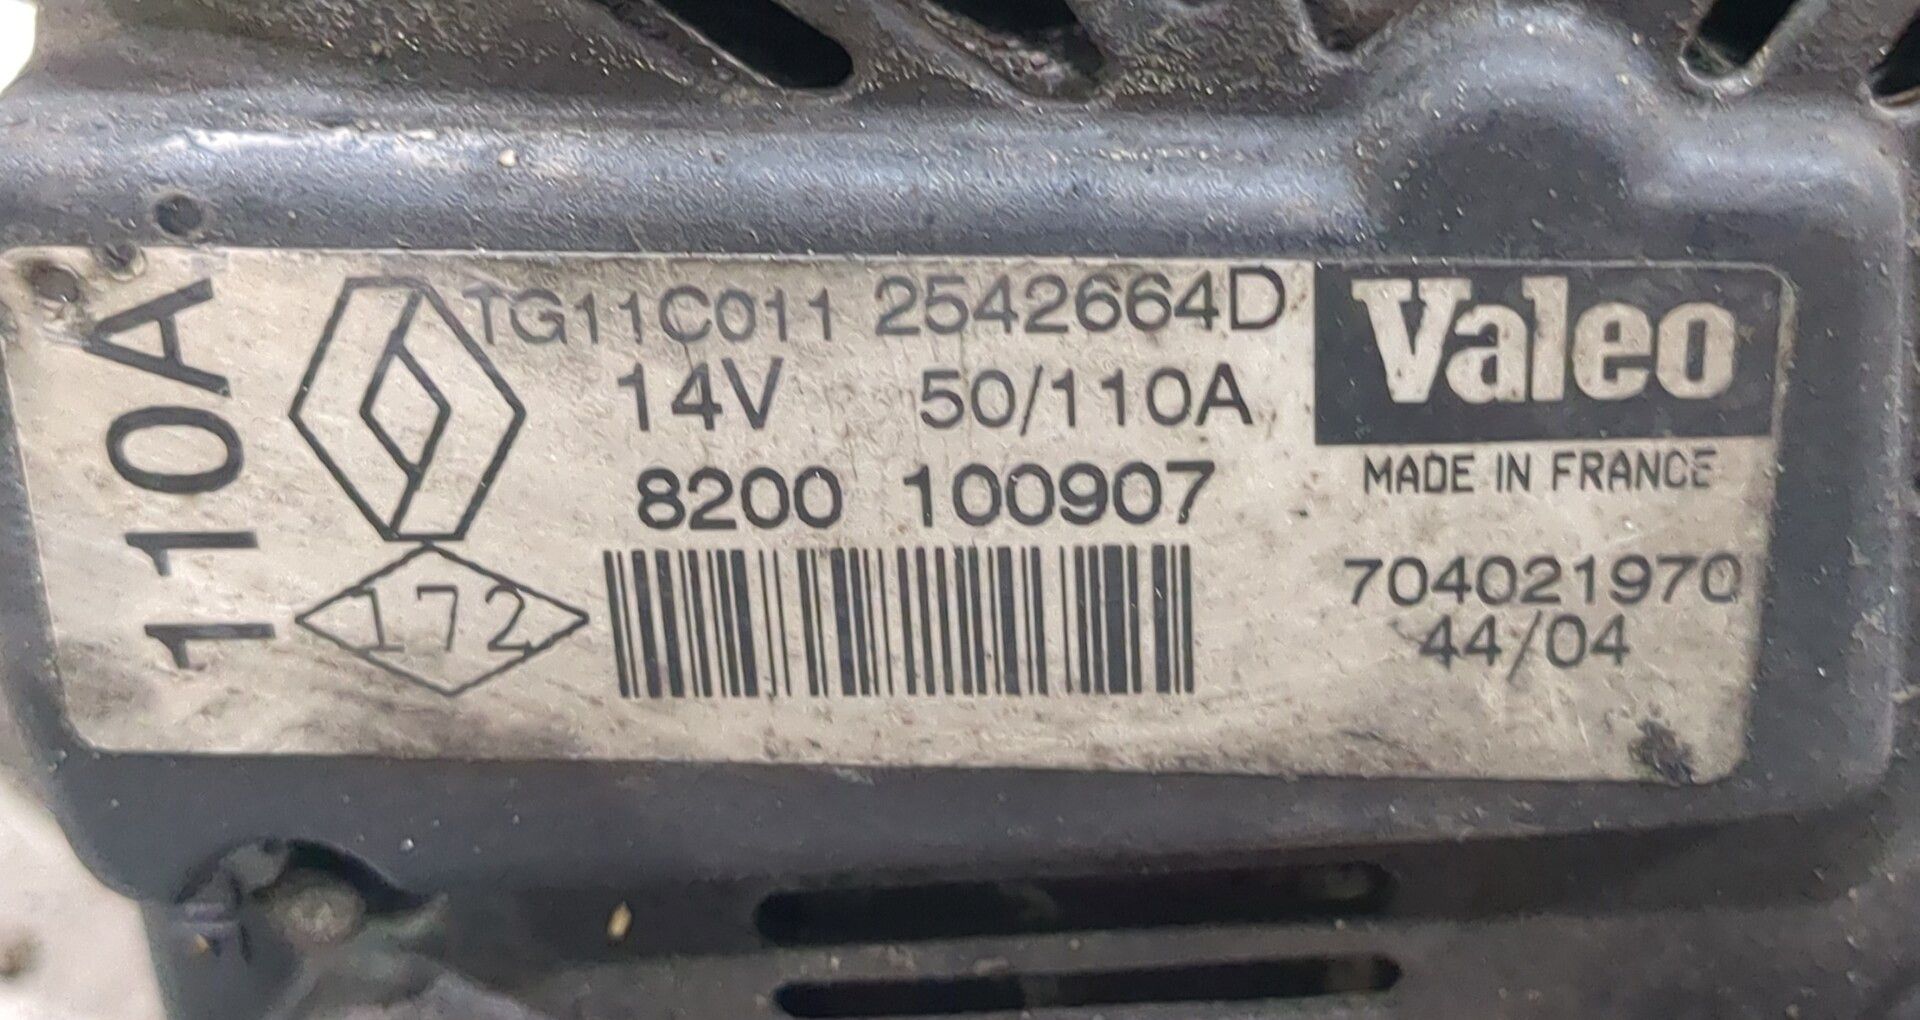 110A
TG11C011 2542664D
14V 50/110A
8200 100907
172
Valeo
MADE IN FRANCE
704021970
44/04